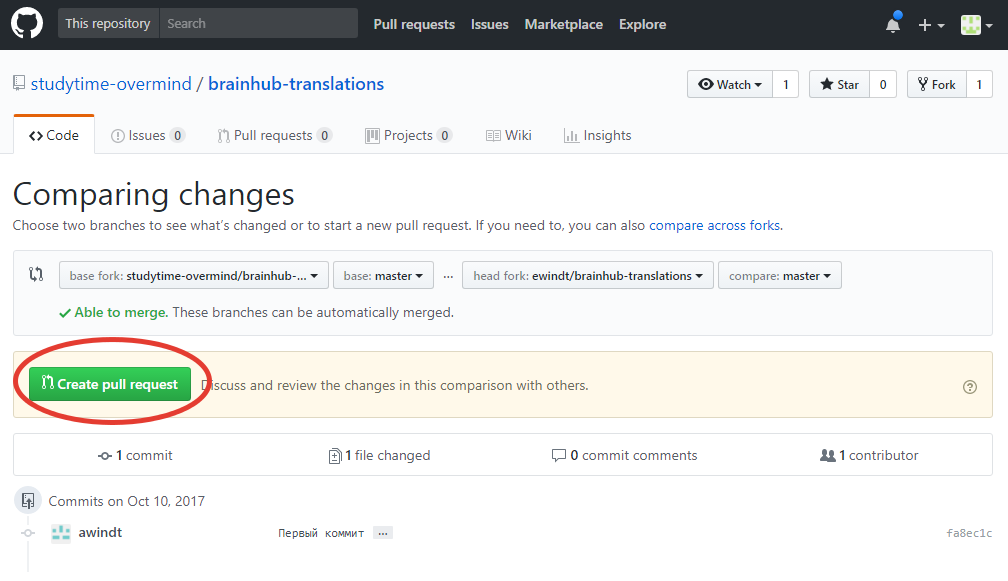 This repository Search Pull requests Issues Marketplace Explore
studytime-overmind / brainhub-translations Watch 1 Star 0 Fork 1
Code Issues 0 Pull requests 0 Projects 0 Wiki Insights
Comparing changes
Choose two branches to see what's changed or to start a new pull request. If you need to, you can also compare across forks.
base fork: studytime-overmind/brainhub-... base: master ... head fork: ewindt/brainhub-translations compare: master
Able to merge. These branches can be automatically merged.
Create pull request Discuss and review the changes in this comparison with others.
1 commit 1 file changed 0 commit comments 1 contributor
Commits on Oct 10, 2017
awindt Первый коммит ... fa8ec1c